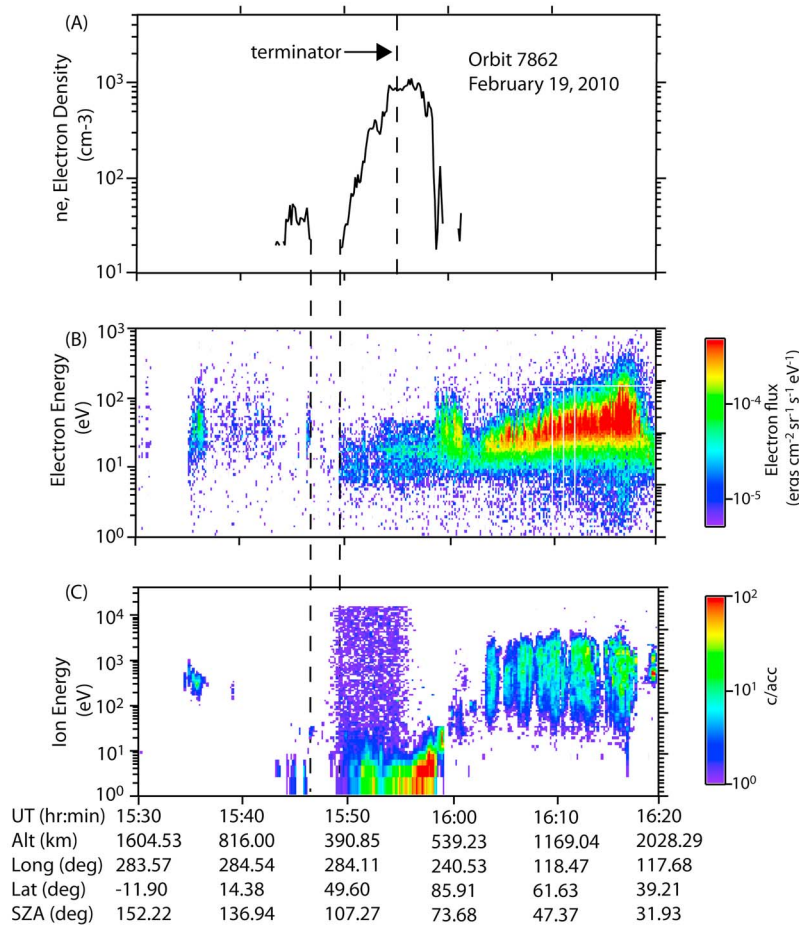 (A)
terminator
Orbit 7862
February 19, 2010
ne, Electron Density
(cm-3)
10³
10²
10¹
(B)
Electron Energy
(eV)
10³
10²
10¹
10⁰
10⁻⁴
10⁻⁵
Electron flux
(ergs cm⁻² sr¹ s¹ eV⁻¹)
(C)
Ion Energy
(eV)
10⁴
10³
10²
10¹
10⁰
10²
10¹
10⁰
c/acc
UT (hr:min) 15:30 15:40 15:50 16:00 16:10 16:20
Alt (km) 1604.53 816.00 390.85 539.23 1169.04 2028.29
Long (deg) 283.57 284.54 284.11 240.53 118.47 117.68
Lat (deg) -11.90 14.38 49.60 85.91 61.63 39.21
SZA (deg) 152.22 136.94 107.27 73.68 47.37 31.93